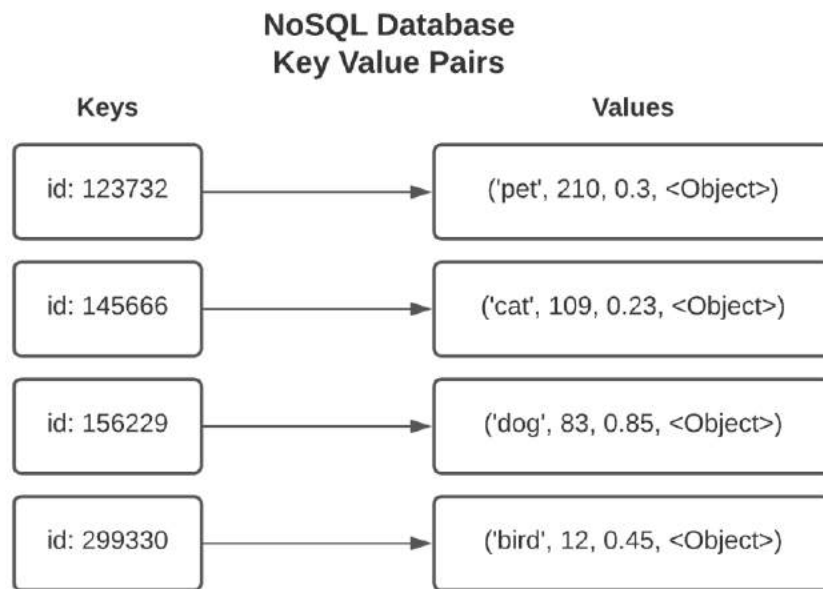 NoSQL Database
Key Value Pairs
Keys
Values
id: 123732
('pet', 210, 0.3, <Object>)
id: 145666
('cat', 109, 0.23, <Object>)
id: 156229
('dog', 83, 0.85, <Object>)
id: 299330
('bird', 12, 0.45, <Object>)